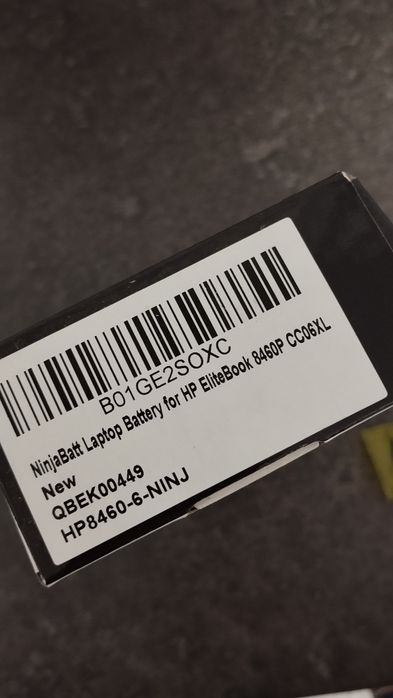 B01GE2SOXC
NinjaBatt Laptop Battery for HP EliteBook 8460P CC06XL
New
QBEK00449
HP8460-6-NINJ